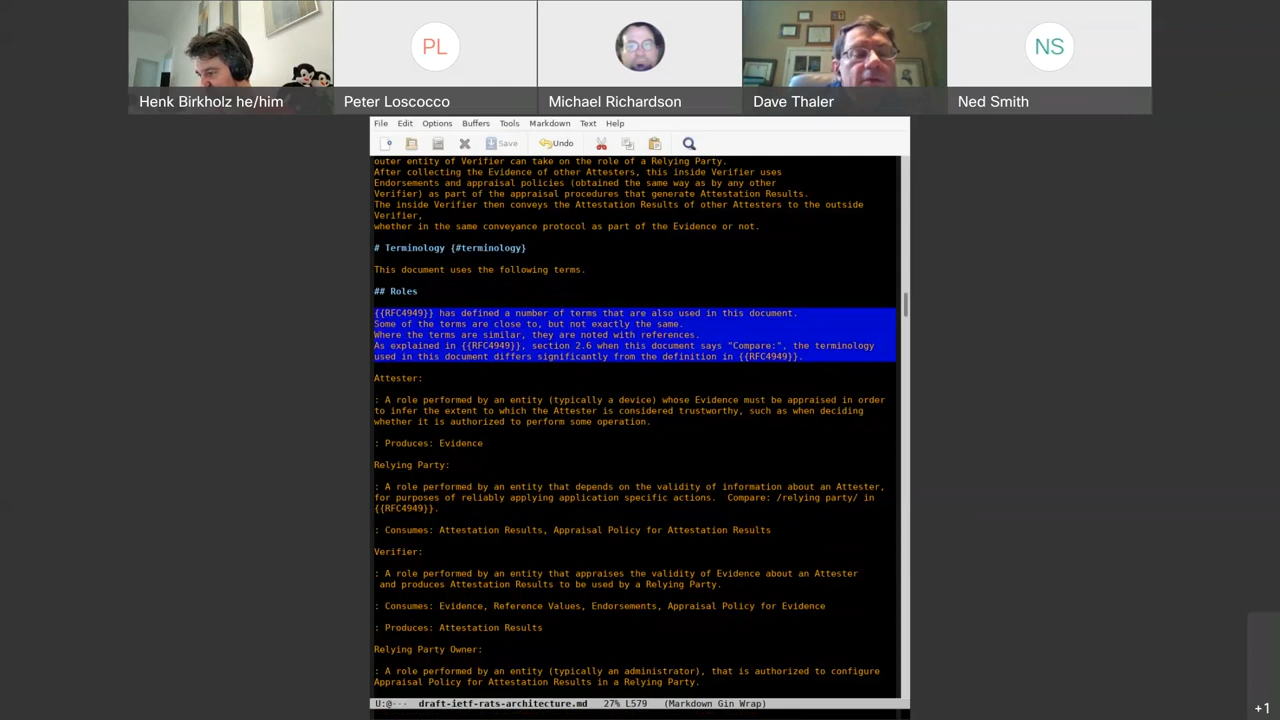 Henk Birkholz he/him
PL
Peter Loscocco
Michael Richardson
Dave Thaler
NS
Ned Smith
File Edit Options Buffers Tools Markdown Text Help
Save Undo
outer entity of Verifier can take on the role of a Relying Party.
After collecting the Evidence of other Attesters, this inside Verifier uses
Endorsements and appraisal policies (obtained the same way as by any other
Verifier) as part of the appraisal procedures that generate Attestation Results.
The inside Verifier then conveys the Attestation Results of other Attesters to the outside
Verifier,
whether in the same conveyance protocol as part of the Evidence or not.
# Terminology {#terminology}
This document uses the following terms.
## Roles
{{RFC4949}} has defined a number of terms that are also used in this document.
Some of the terms are close to, but not exactly the same.
Where the terms are similar, they are noted with references.
As explained in {{RFC4949}}, section 2.6 when this document says "Compare:", the terminology
used in this document differs significantly from the definition in {{RFC4949}}.
Attester:
: A role performed by an entity (typically a device) whose Evidence must be appraised in order
to infer the extent to which the Attester is considered trustworthy, such as when deciding
whether it is authorized to perform some operation.
: Produces: Evidence
Relying Party:
: A role performed by an entity that depends on the validity of information about an Attester,
for purposes of reliably applying application specific actions.  Compare: /relying party/ in
{{RFC4949}}.
: Consumes: Attestation Results, Appraisal Policy for Attestation Results
Verifier:
: A role performed by an entity that appraises the validity of Evidence about an Attester
and produces Attestation Results to be used by a Relying Party.
: Consumes: Evidence, Reference Values, Endorsements, Appraisal Policy for Evidence
: Produces: Attestation Results
Relying Party Owner:
: A role performed by an entity (typically an administrator), that is authorized to configure
Appraisal Policy for Attestation Results in a Relying Party.
U:@--- draft-ietf-rats-architecture.md 27% L579 (Markdown Gin Wrap)
+1